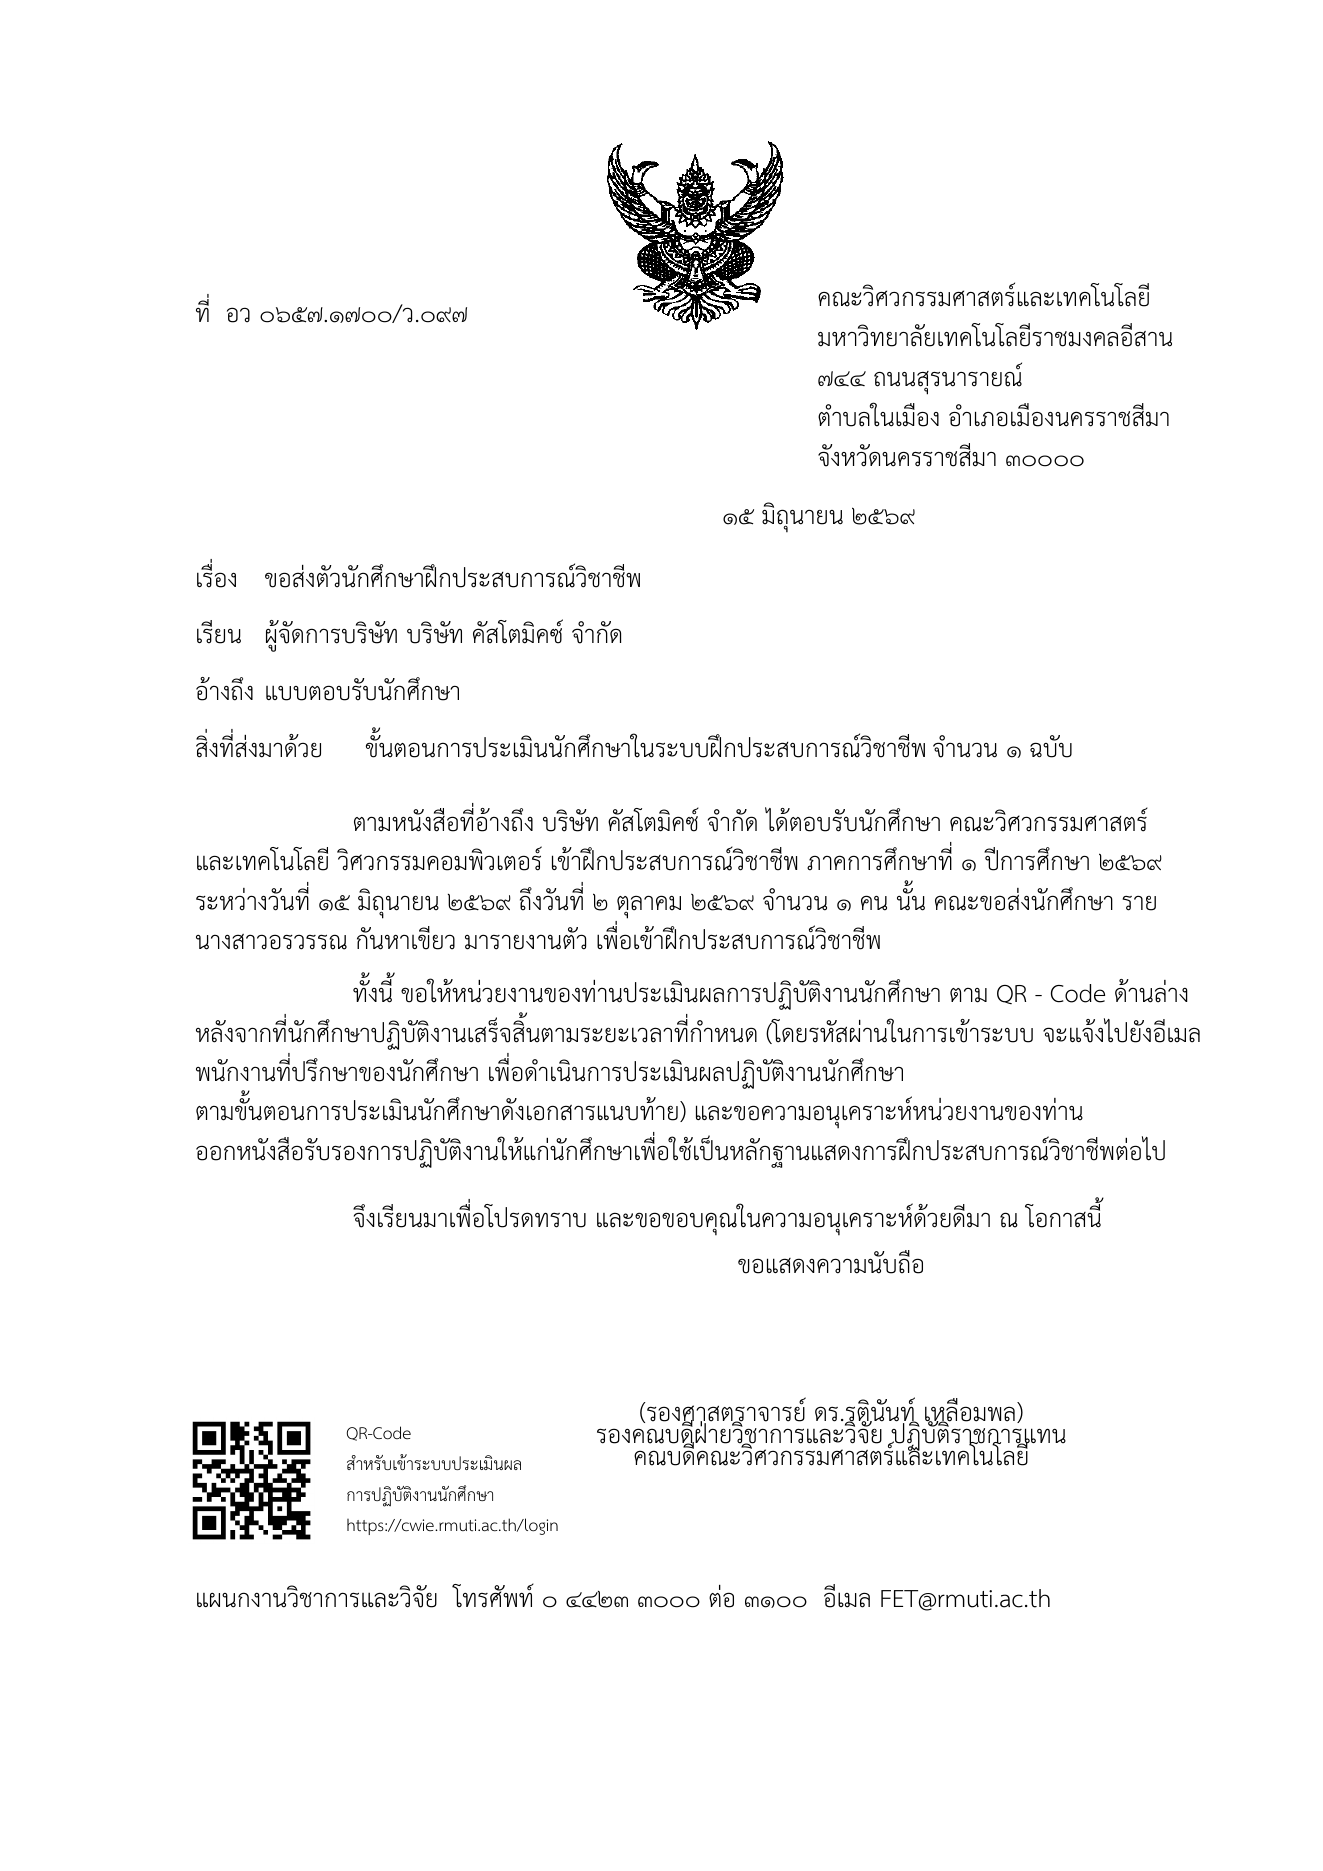 ที่ อว ๐๖๕๗.๑๗๐๐/ว.๐๙๗
คณะวิศวกรรมศาสตร์และเทคโนโลยี
มหาวิทยาลัยเทคโนโลยีราชมงคลอีสาน
๗๔๔ ถนนสุรนารายณ์
ตำบลในเมือง อำเภอเมืองนครราชสีมา
จังหวัดนครราชสีมา ๓๐๐๐๐
๑๕ มิถุนายน ๒๕๖๙
เรื่อง ขอส่งตัวนักศึกษาฝึกประสบการณ์วิชาชีพ
เรียน ผู้จัดการบริษัท บริษัท คัสโตมิคซ์ จำกัด
อ้างถึง แบบตอบรับนักศึกษา
สิ่งที่ส่งมาด้วย ขั้นตอนการประเมินนักศึกษาในระบบฝึกประสบการณ์วิชาชีพ จำนวน ๑ ฉบับ
ตามหนังสือที่อ้างถึง บริษัท คัสโตมิคซ์ จำกัด ได้ตอบรับนักศึกษา คณะวิศวกรรมศาสตร์
และเทคโนโลยี วิศวกรรมคอมพิวเตอร์ เข้าฝึกประสบการณ์วิชาชีพ ภาคการศึกษาที่ ๑ ปีการศึกษา ๒๕๖๙
ระหว่างวันที่ ๑๕ มิถุนายน ๒๕๖๙ ถึงวันที่ ๒ ตุลาคม ๒๕๖๙ จำนวน ๑ คน นั้น คณะขอส่งนักศึกษา ราย
นางสาวอรวรรณ กันหาเขียว มารายงานตัว เพื่อเข้าฝึกประสบการณ์วิชาชีพ
ทั้งนี้ ขอให้หน่วยงานของท่านประเมินผลการปฏิบัติงานนักศึกษา ตาม QR - Code ด้านล่าง
หลังจากที่นักศึกษาปฏิบัติงานเสร็จสิ้นตามระยะเวลาที่กำหนด (โดยรหัสผ่านในการเข้าระบบ จะแจ้งไปยังอีเมล
พนักงานที่ปรึกษาของนักศึกษา เพื่อดำเนินการประเมินผลปฏิบัติงานนักศึกษา
ตามขั้นตอนการประเมินนักศึกษาดังเอกสารแนบท้าย) และขอความอนุเคราะห์หน่วยงานของท่าน
ออกหนังสือรับรองการปฏิบัติงานให้แก่นักศึกษาเพื่อใช้เป็นหลักฐานแสดงการฝึกประสบการณ์วิชาชีพต่อไป
จึงเรียนมาเพื่อโปรดทราบ และขอขอบคุณในความอนุเคราะห์ด้วยดีมา ณ โอกาสนี้
ขอแสดงความนับถือ
(รองศาสตราจารย์ ดร.รตินันท์ เหลือมพล)
รองคณบดีฝ่ายวิชาการและวิจัย ปฏิบัติราชการแทน
คณบดีคณะวิศวกรรมศาสตร์และเทคโนโลยี
QR-Code
สำหรับเข้าระบบประเมินผล
การปฏิบัติงานนักศึกษา
https://cwie.rmuti.ac.th/login
แผนกงานวิชาการและวิจัย โทรศัพท์ ๐ ๔๔๒๓ ๓๐๐๐ ต่อ ๓๑๐๐ อีเมล FET@rmuti.ac.th